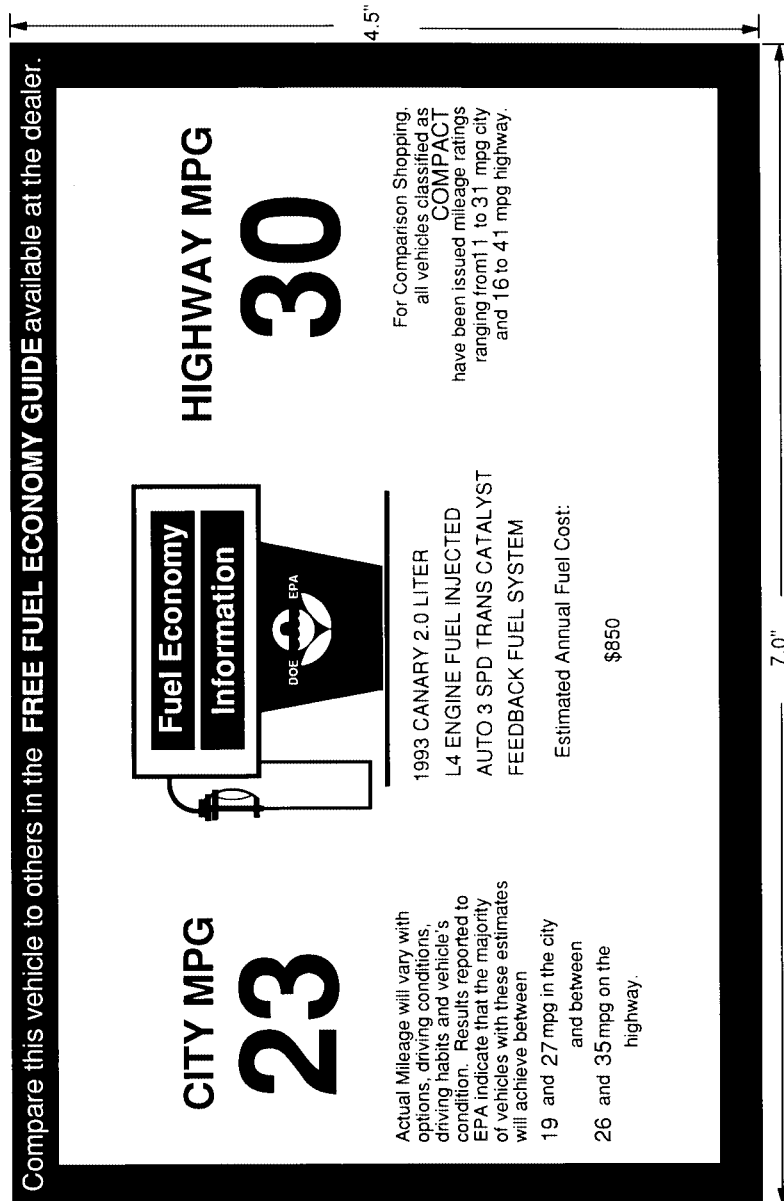 Compare this vehicle to others in the FREE FUEL ECONOMY GUIDE available at the dealer.
CITY MPG
23
Fuel Economy
Information
DOE EPA
HIGHWAY MPG
30
Actual Mileage will vary with
options, driving conditions,
driving habits and vehicle's
condition. Results reported to
EPA indicate that the majority
of vehicles with these estimates
will achieve between
19 and 27 mpg in the city
and between
26 and 35 mpg on the
highway.
1993 CANARY 2.0 LITER
L4 ENGINE FUEL INJECTED
AUTO 3 SPD TRANS CATALYST
FEEDBACK FUEL SYSTEM
Estimated Annual Fuel Cost:
$850
For Comparison Shopping,
all vehicles classified as
COMPACT
have been issued mileage ratings
ranging from 11 to 31 mpg city
and 16 to 41 mpg highway.
4.5"
7.0"